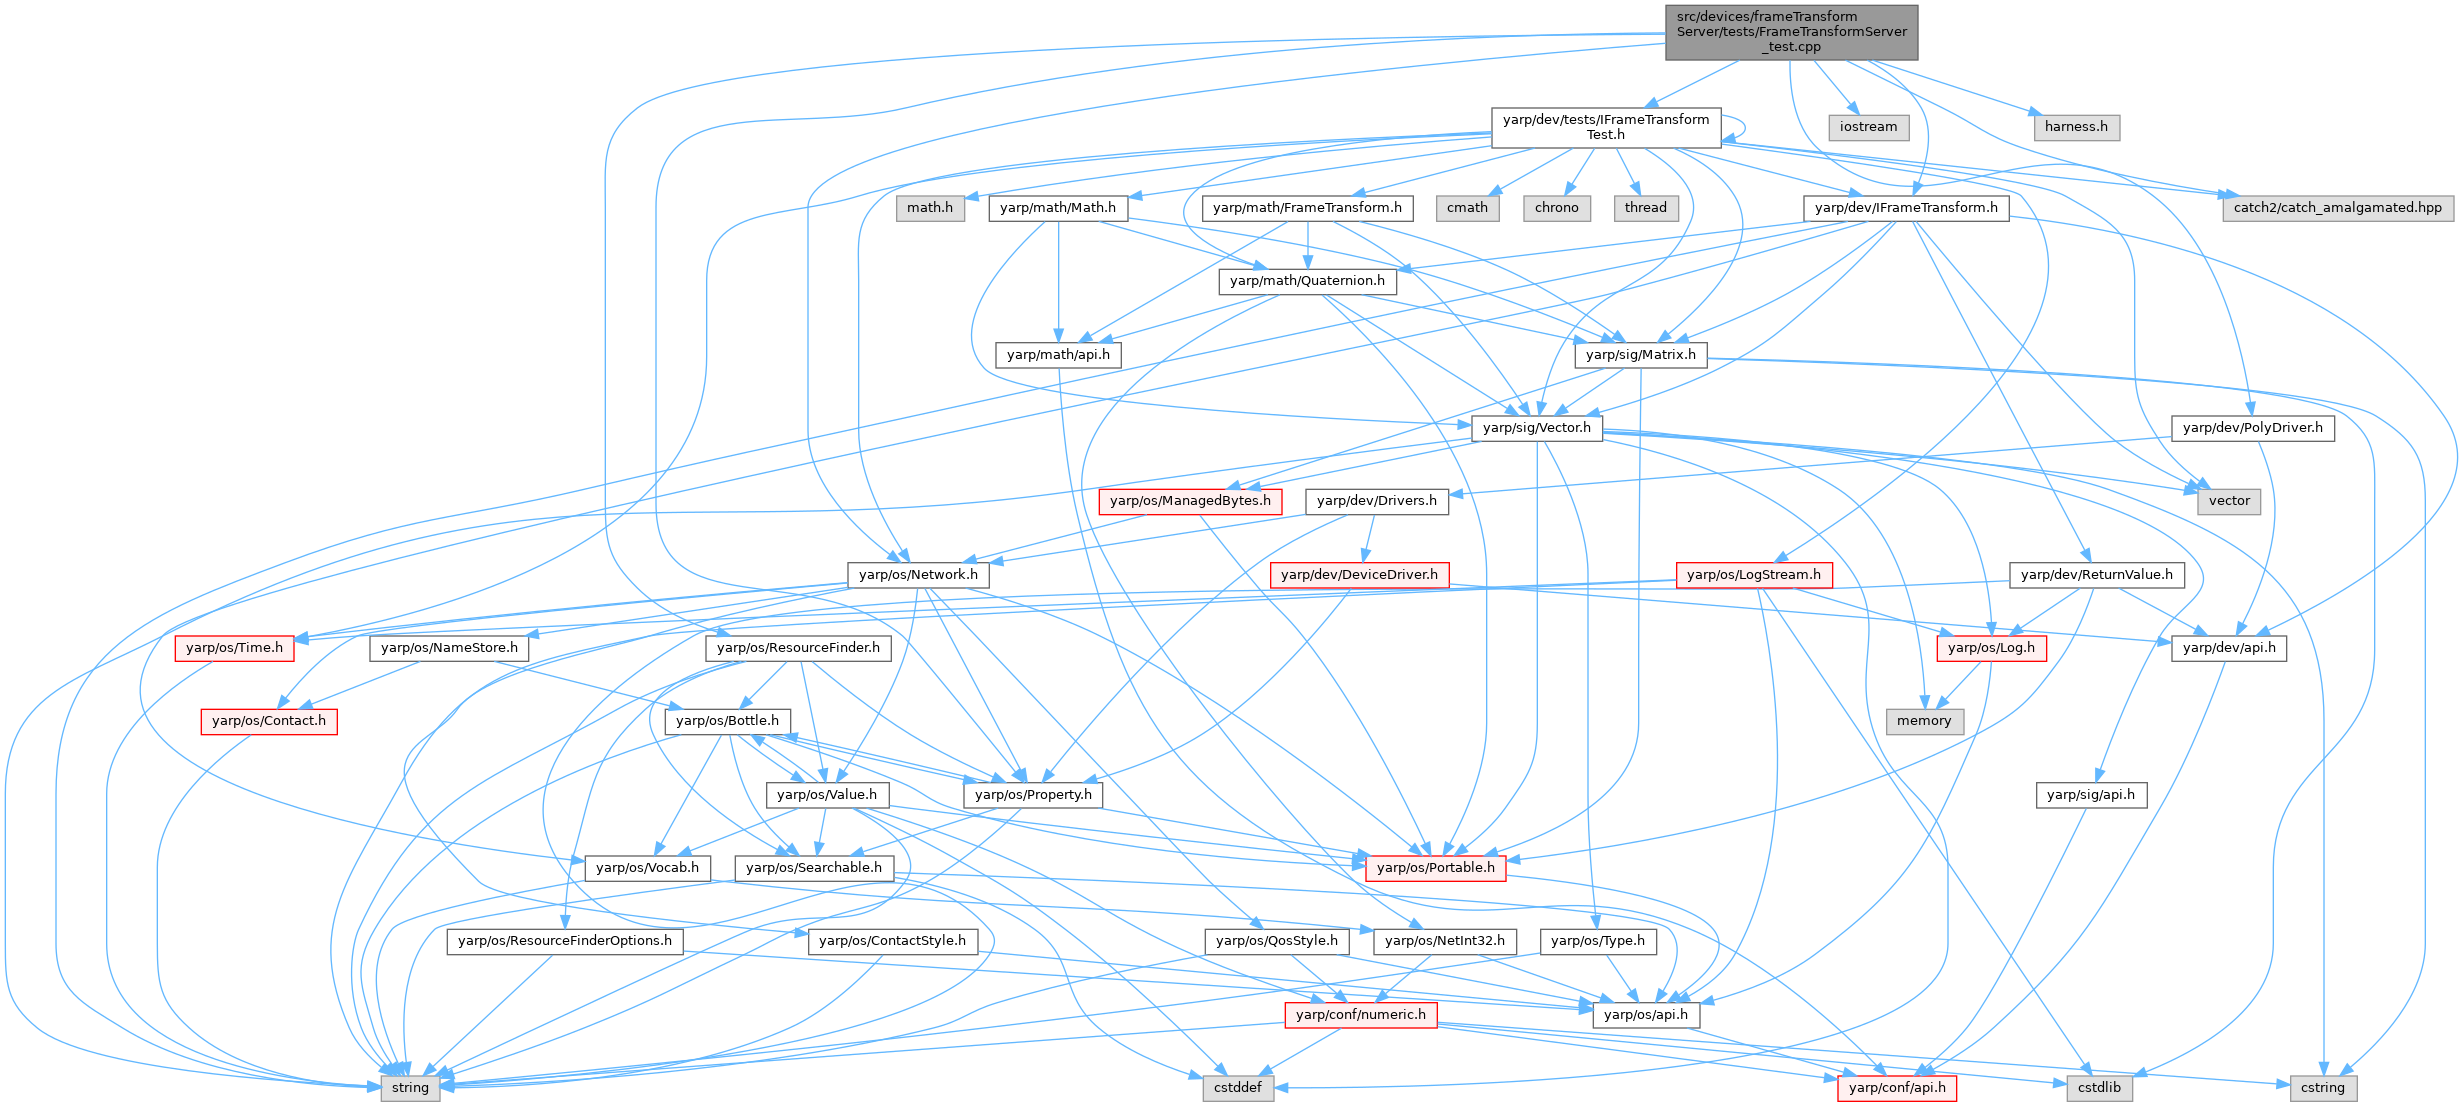 src/devices/frameTransform
Server/tests/FrameTransformServer
_test.cpp
yarp/dev/tests/IFrameTransform
Test.h
iostream
harness.h
math.h
yarp/math/Math.h
yarp/math/FrameTransform.h
cmath
chrono
thread
yarp/dev/IFrameTransform.h
catch2/catch_amalgamated.hpp
yarp/math/Quaternion.h
yarp/math/api.h
yarp/sig/Matrix.h
yarp/sig/Vector.h
yarp/dev/PolyDriver.h
yarp/os/ManagedBytes.h
yarp/dev/Drivers.h
vector
yarp/os/Network.h
yarp/dev/DeviceDriver.h
yarp/os/LogStream.h
yarp/dev/ReturnValue.h
yarp/os/Time.h
yarp/os/NameStore.h
yarp/os/ResourceFinder.h
yarp/os/Log.h
yarp/dev/api.h
yarp/os/Contact.h
yarp/os/Bottle.h
memory
yarp/os/Value.h
yarp/os/Property.h
yarp/sig/api.h
yarp/os/Vocab.h
yarp/os/Searchable.h
yarp/os/Portable.h
yarp/os/ResourceFinderOptions.h
yarp/os/ContactStyle.h
yarp/os/QosStyle.h
yarp/os/NetInt32.h
yarp/os/Type.h
yarp/conf/numeric.h
yarp/os/api.h
string
cstddef
yarp/conf/api.h
cstdlib
cstring